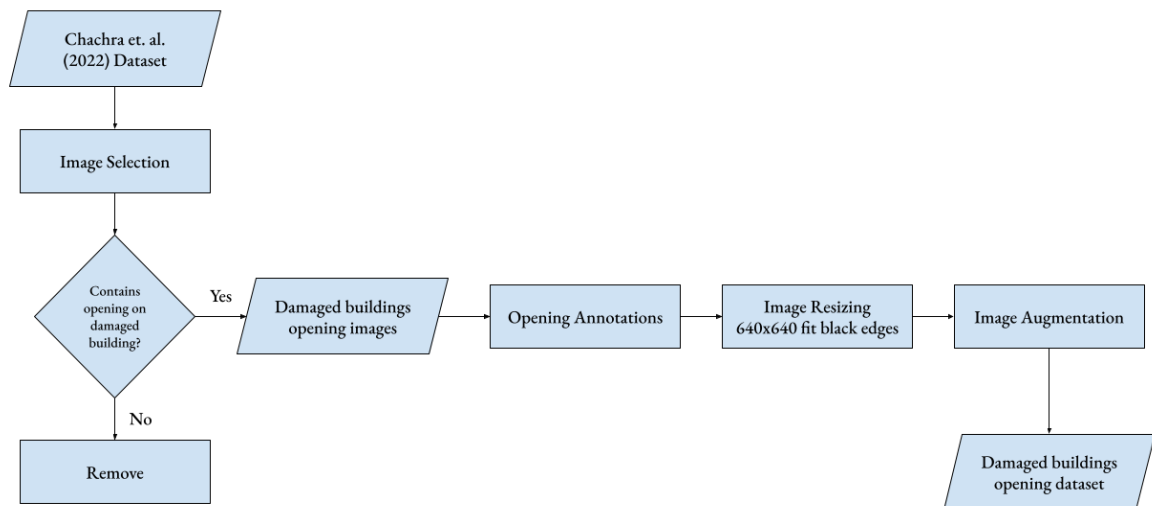 Chachra et. al.
(2022) Dataset
Image Selection
Contains
opening on
damaged
building?
Yes
No
Remove
Damaged buildings
opening images
Opening Annotations
Image Resizing
640x640 fit black edges
Image Augmentation
Damaged buildings
opening dataset